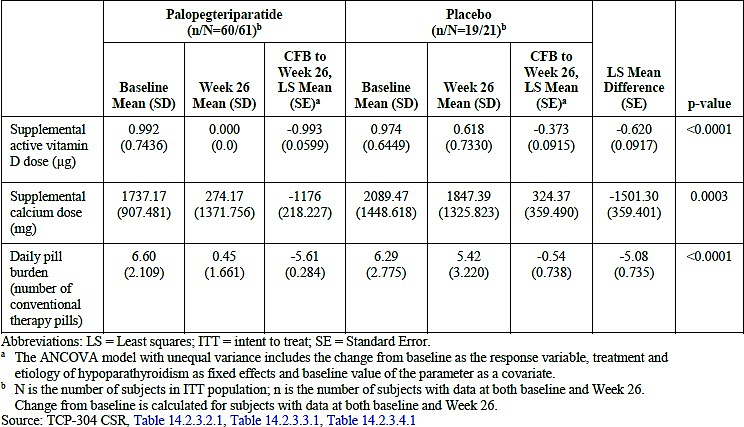 Palopegteriparatide
(n/N=60/61)b
Placebo
(n/N=19/21)b
Baseline
Mean (SD)
Week 26
Mean (SD)
CFB to
Week 26,
LS Mean
(SE)a
Baseline
Mean (SD)
Week 26
Mean (SD)
CFB to
Week 26,
LS Mean
(SE)a
LS Mean
Difference
(SE)
p-value
Supplemental
active vitamin
D dose (µg)
0.992
(0.7436)
0.000
(0.0)
-0.993
(0.0599)
0.974
(0.6449)
0.618
(0.7330)
-0.373
(0.0915)
-0.620
(0.0917)
<0.0001
Supplemental
calcium dose
(mg)
1737.17
(907.481)
274.17
(1371.756)
-1176
(218.227)
2089.47
(1448.618)
1847.39
(1325.823)
324.37
(359.490)
-1501.30
(359.401)
0.0003
Daily pill
burden
(number of
conventional
therapy pills)
6.60
(2.109)
0.45
(1.661)
-5.61
(0.284)
6.29
(2.775)
5.42
(3.220)
-0.54
(0.738)
-5.08
(0.735)
<0.0001
Abbreviations: LS = Least squares; ITT = intent to treat; SE = Standard Error.
a The ANCOVA model with unequal variance includes the change from baseline as the response variable, treatment and
etiology of hypoparathyroidism as fixed effects and baseline value of the parameter as a covariate.
b N is the number of subjects in ITT population; n is the number of subjects with data at both baseline and Week 26.
Change from baseline is calculated for subjects with data at both baseline and Week 26.
Source: TCP-304 CSR, Table 14.2.3.2.1, Table 14.2.3.3.1, Table 14.2.3.4.1